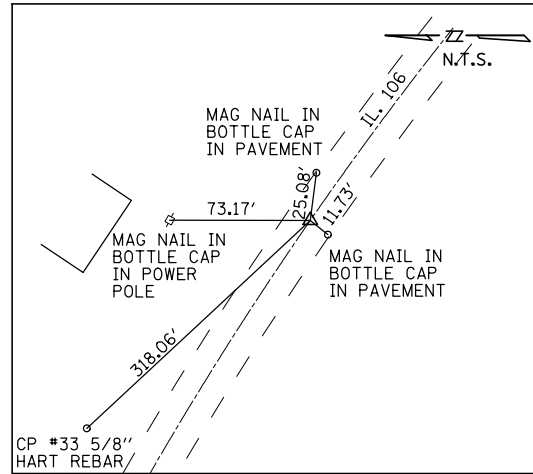 N.T.S.
IL. 106
MAG NAIL IN
BOTTLE CAP
IN PAVEMENT
25.08'
11.73'
73.17'
MAG NAIL IN
BOTTLE CAP
IN POWER
POLE
MAG NAIL IN
BOTTLE CAP
IN PAVEMENT
318.06'
CP #33 5/8"
HART REBAR